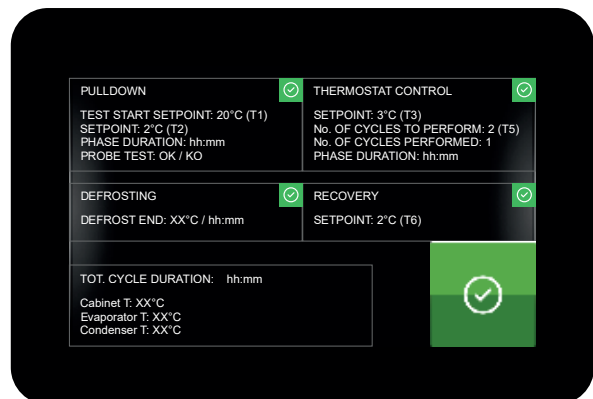 PULLDOWN
TEST START SETPOINT: 20°C (T1)
SETPOINT: 2°C (T2)
PHASE DURATION: hh:mm
PROBE TEST: OK / KO
THERMOSTAT CONTROL
SETPOINT: 3°C (T3)
No. OF CYCLES TO PERFORM: 2 (T5)
No. OF CYCLES PERFORMED: 1
PHASE DURATION: hh:mm
DEFROSTING
DEFROST END: XX°C / hh:mm
RECOVERY
SETPOINT: 2°C (T6)
TOT. CYCLE DURATION: hh:mm
Cabinet T: XX°C
Evaporator T: XX°C
Condenser T: XX°C